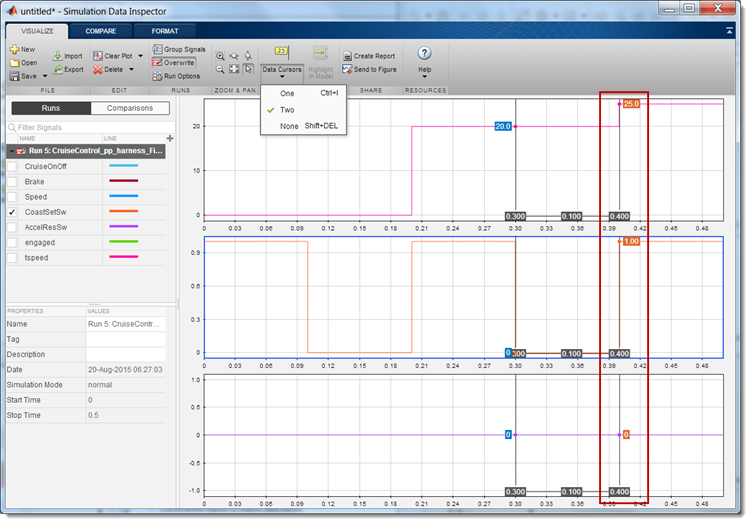 untitled* - Simulation Data Inspector
VISUALIZE COMPARE FORMAT
New
Open
Save
Import
Export
Clear Plot
Delete
Group Signals
Overwrite
Run Options
Data Cursors
Highlight in Model
Create Report
Send to Figure
Help
FILE EDIT RUNS ZOOM & PAN SHARE RESOURCES
One Ctrl+I
Two
None Shift+DEL
Runs Comparisons
Filter Signals
NAME LINE
Run 5: CruiseControl_pp_harness_Fi...
CruiseOnOff
Brake
Speed
CoastSetSw
AccelResSw
engaged
tspeed
PROPERTIES VALUES
Name Run 5: CruiseContr...
Tag
Description
Date 20-Aug-2015 06:27:03
Simulation Mode normal
Start Time 0
Stop Time 0.5
25.0
20 20.0
0 0.300 0.100 0.400
0 0.03 0.06 0.09 0.12 0.15 0.18 0.21 0.24 0.27 0.30 0.33 0.36 0.39 0.42 0.45 0.48
1.00
0.9
0.6
0.3
0 0 300 0.100 0.400
0 0.03 0.06 0.09 0.12 0.15 0.18 0.21 0.24 0.27 0.30 0.33 0.36 0.39 0.42 0.45 0.48
1.0
0.5
0 0 0
-0.5
-1.0 0.300 0.100 0.400
0 0.03 0.06 0.09 0.12 0.15 0.18 0.21 0.24 0.27 0.30 0.33 0.36 0.39 0.42 0.45 0.48